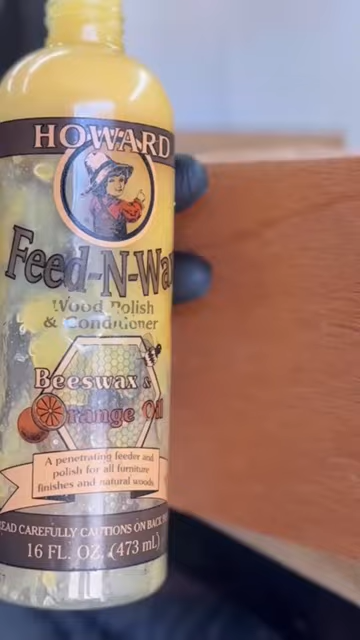 HOWARD
Feed-N-Wax
Wood Polish
& Conditioner
Beeswax &
Orange Oil
A penetrating feeder and
polish for all furniture
finishes and natural woods
READ CAREFULLY CAUTIONS ON BACK
16 FL. OZ. (473 mL)